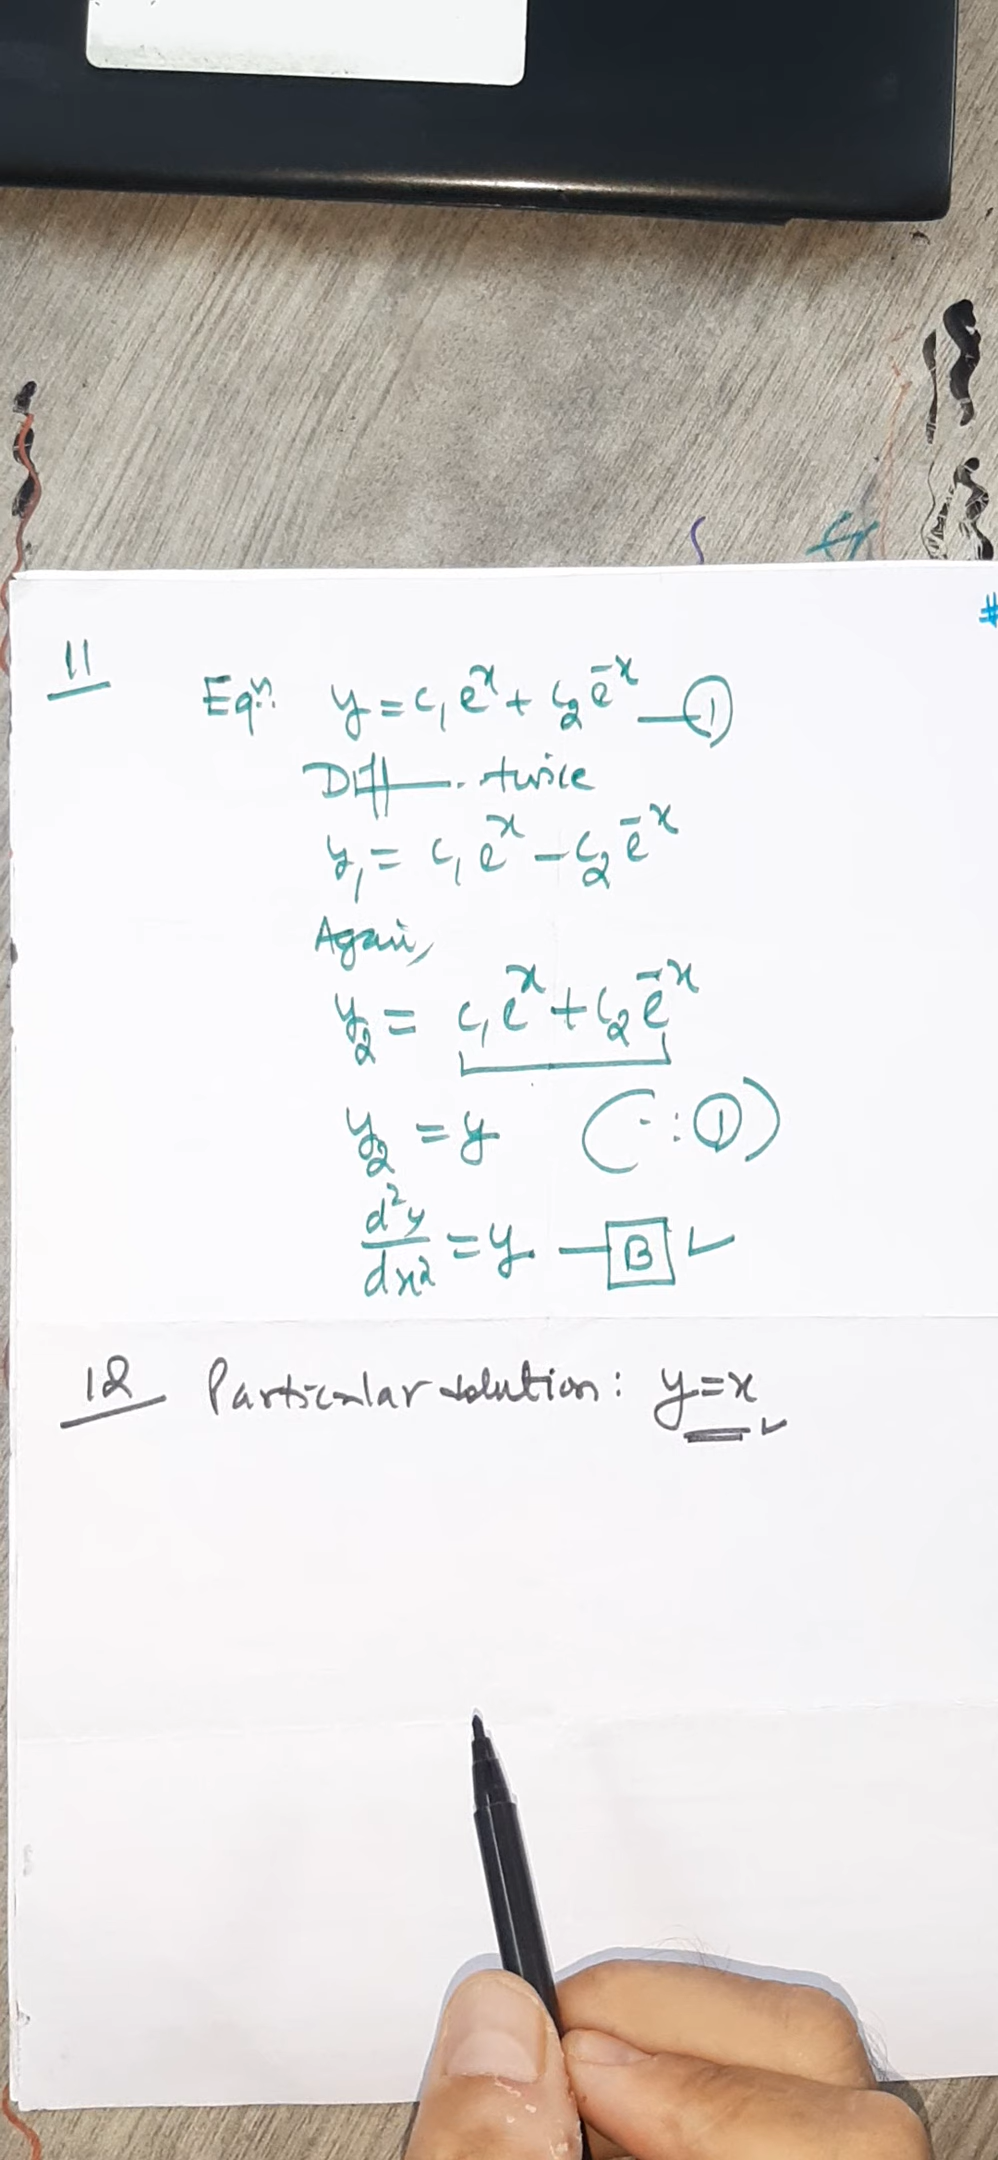 11
Eqn: y = c₁eˣ + c₂e⁻ˣ —①
Diff. twice
y₁ = c₁eˣ − c₂e⁻ˣ
Again,
y₂ = c₁eˣ + c₂e⁻ˣ
y₂ = y (∵ ①)
d²y/dx² = y — B ✓
12 Particular solution: y = x ✓
#